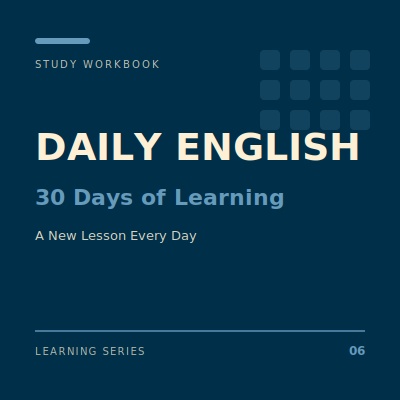 STUDY WORKBOOK
DAILY ENGLISH
30 Days of Learning
A New Lesson Every Day
LEARNING SERIES 06